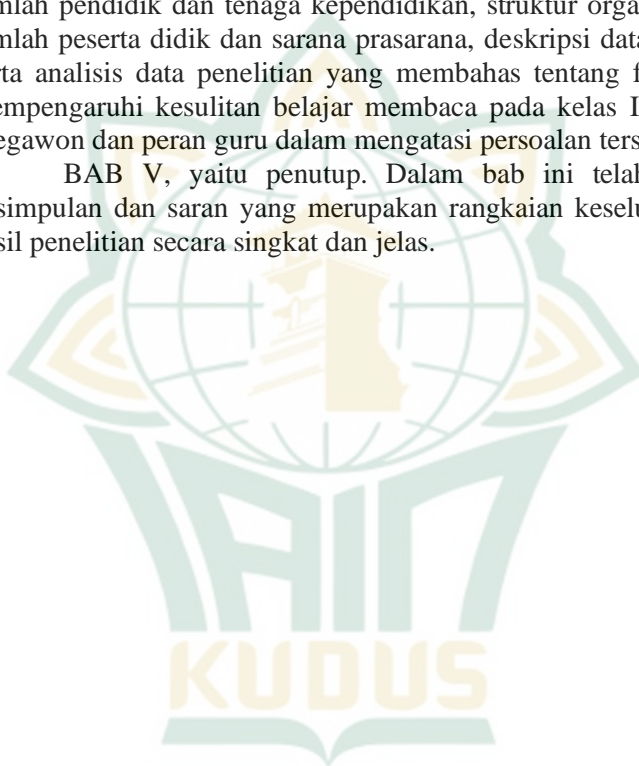 mlah pendidik dan tenaga kependidikan, struktur orga
mlah peserta didik dan sarana prasarana, deskripsi data
rta analisis data penelitian yang membahas tentang f
empengaruhi kesulitan belajar membaca pada kelas I
egawon dan peran guru dalam mengatasi persoalan ters
BAB V, yaitu penutup. Dalam bab ini telah
simpulan dan saran yang merupakan rangkaian keselu
sil penelitian secara singkat dan jelas.
IAIN
KUDUS